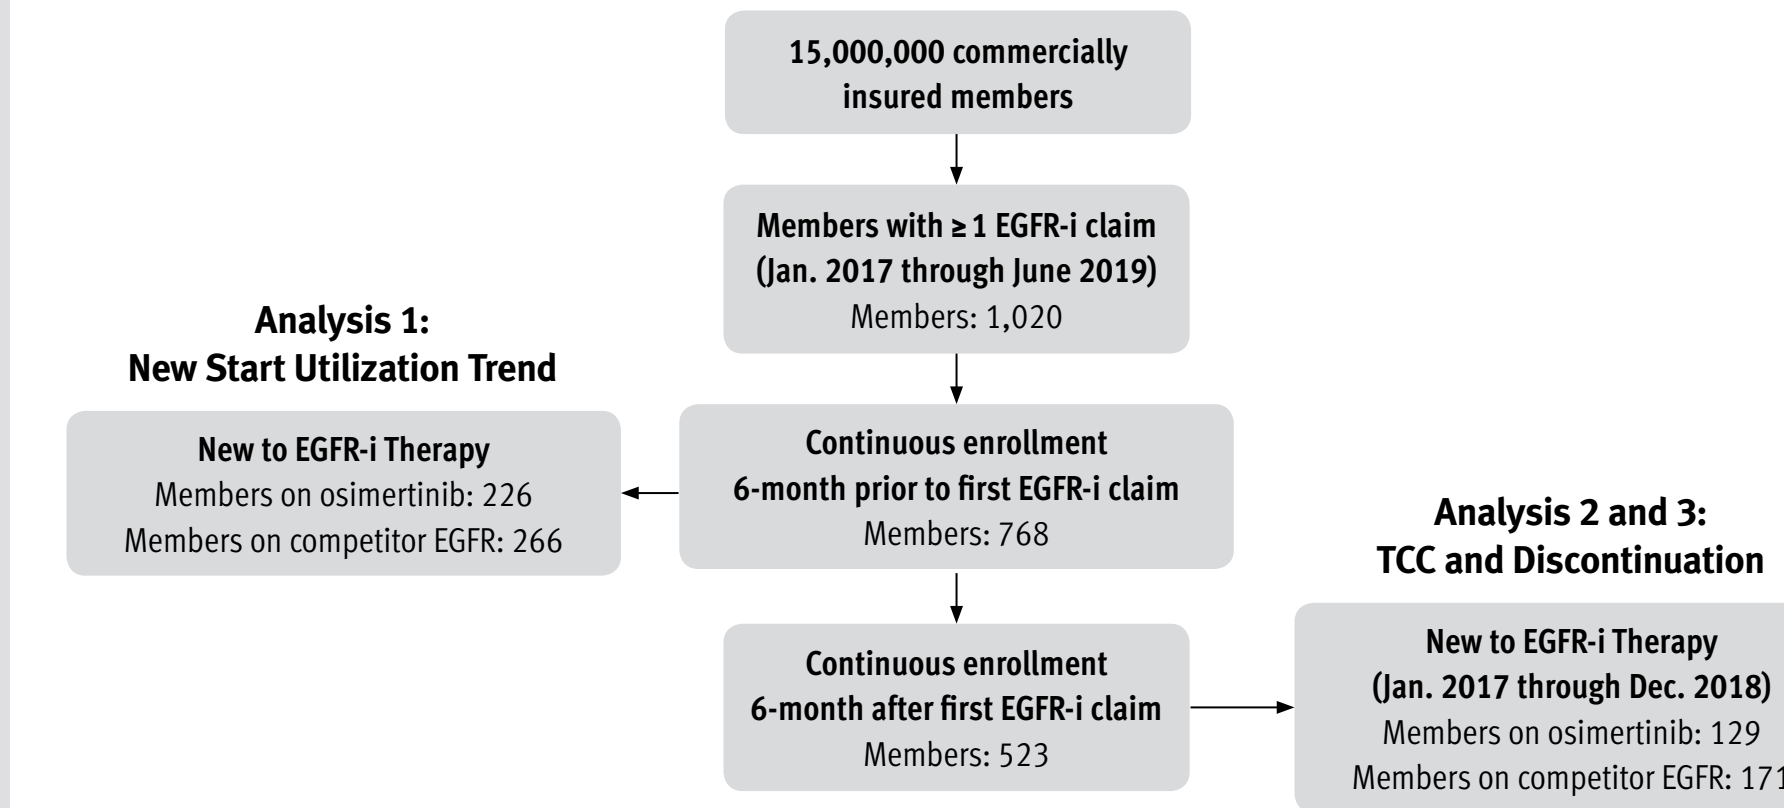 15,000,000 commercially
insured members
Members with ≥ 1 EGFR-i claim
(Jan. 2017 through June 2019)
Members: 1,020
Analysis 1:
New Start Utilization Trend
New to EGFR-i Therapy
Members on osimertinib: 226
Members on competitor EGFR: 266
Continuous enrollment
6-month prior to first EGFR-i claim
Members: 768
Continuous enrollment
6-month after first EGFR-i claim
Members: 523
Analysis 2 and 3:
TCC and Discontinuation
New to EGFR-i Therapy
(Jan. 2017 through Dec. 2018)
Members on osimertinib: 129
Members on competitor EGFR: 171